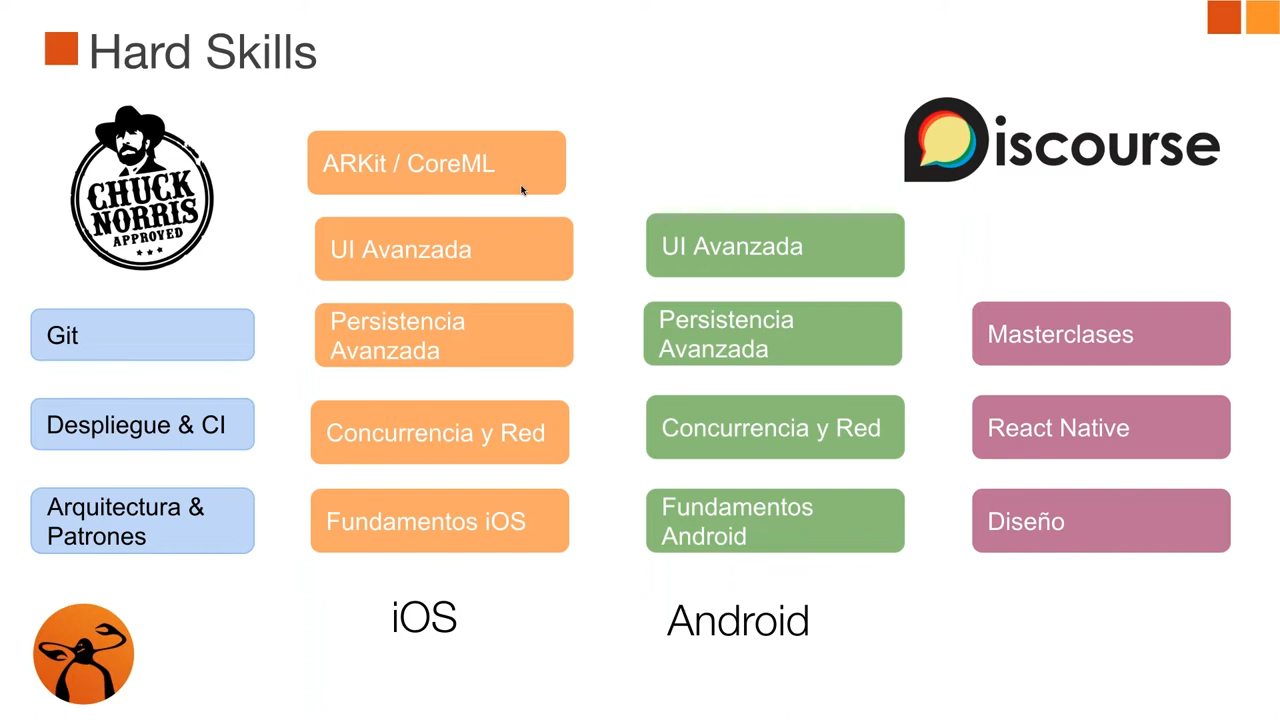 Hard Skills
CHUCK
NORRIS
APPROVED
Discourse
ARKit / CoreML
UI Avanzada
UI Avanzada
Git
Persistencia
Avanzada
Persistencia
Avanzada
Masterclases
Despliegue & CI
Concurrencia y Red
Concurrencia y Red
React Native
Arquitectura &
Patrones
Fundamentos iOS
Fundamentos
Android
Diseño
iOS
Android